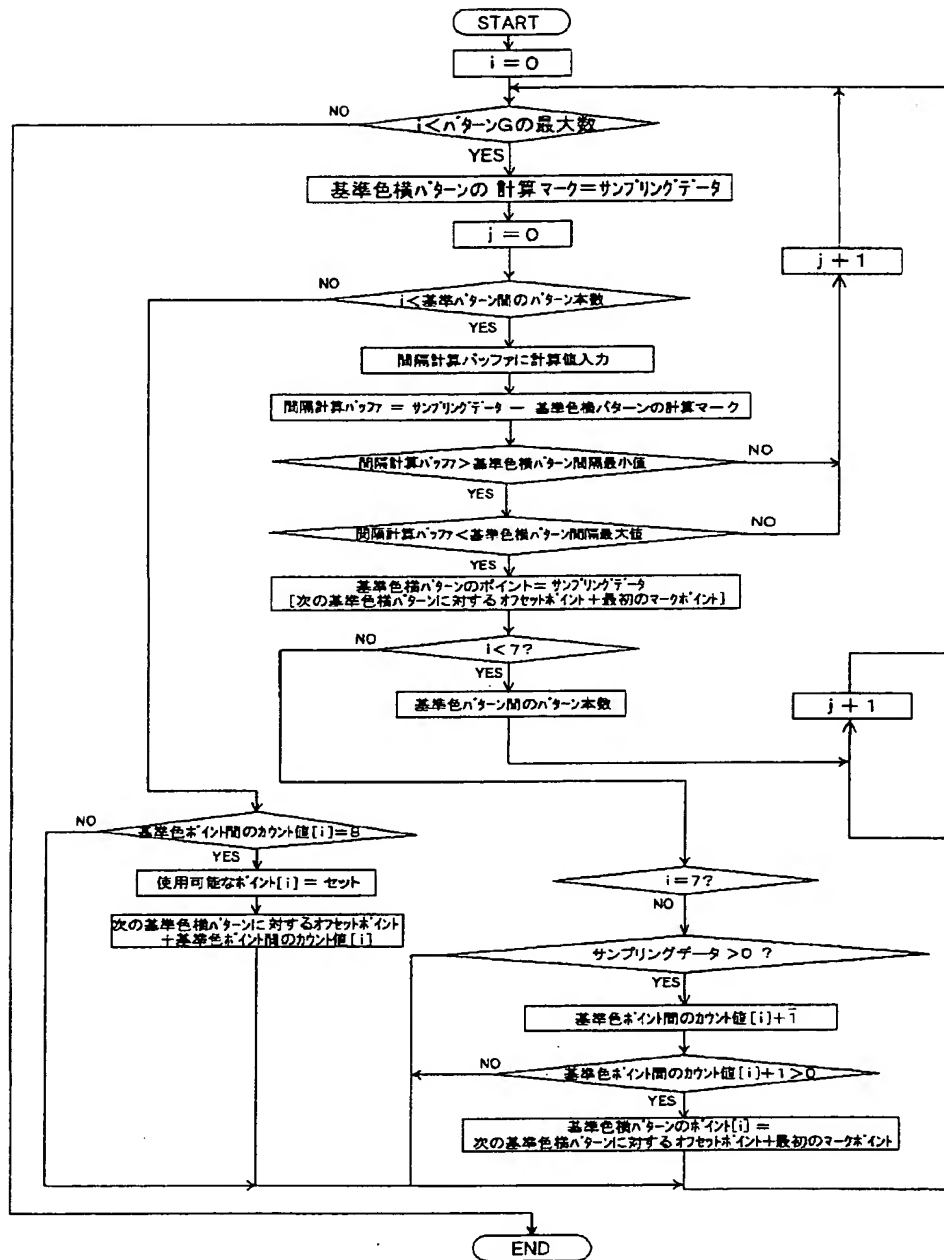 START
i=0
NO
i<パターンGの最大数
YES
基準色横パターンの 計算マーク=サンプリングデータ
j=0
j+1
NO
i<基準パターン間のパターン本数
YES
間隔計算バッファに計算値入力
間隔計算バッファ = サンプリングデータ − 基準色横パターンの計算マーク
NO
間隔計算バッファ>基準色横パターン間隔最小値
YES
NO
間隔計算バッファ<基準色横パターン間隔最大値
YES
基準色横パターンのポイント=サンプリングデータ
[次の基準色横パターンに対するオフセットポイント+最初のマークポイント]
NO
i<7?
YES
基準色パターン間のパターン本数
j+1
NO
基準色ポイント間のカウント値[i]=8
YES
使用可能なポイント[i]=セット
次の基準色横パターンに対するオフセットポイント
+基準色ポイント間のカウント値[i]
i=7?
NO
サンプリングデータ>0 ?
YES
基準色ポイント間のカウント値[i]+1
NO
基準色ポイント間のカウント値[i]+1>0
YES
基準色横パターンのポイント[i]=
次の基準色横パターンに対するオフセットポイント+最初のマークポイント
END